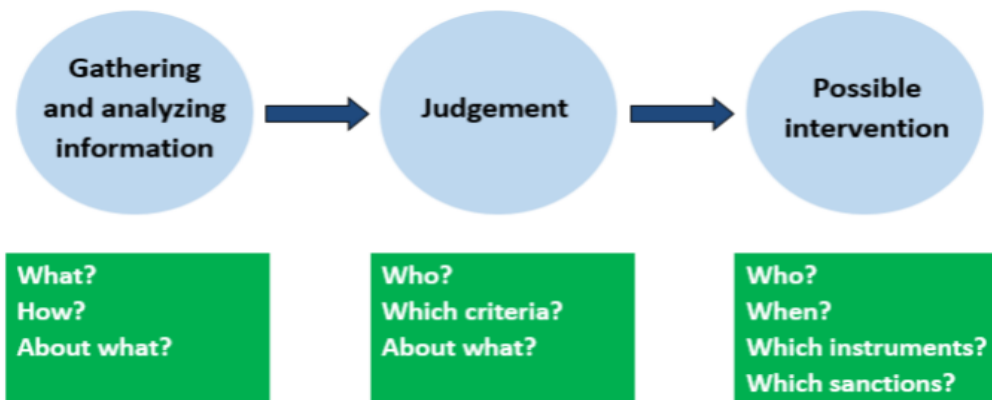 Gathering
and analyzing
information
Judgement
Possible
intervention
What?
How?
About what?
Who?
Which criteria?
About what?
Who?
When?
Which instruments?
Which sanctions?